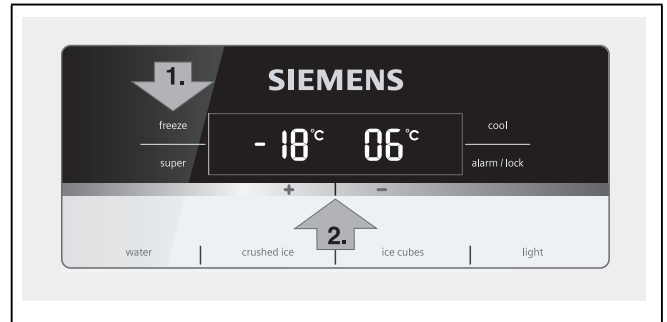 1.
SIEMENS
freeze
super
- 18°C 06°C
cool
alarm / lock
+ -
2.
water crushed ice ice cubes light